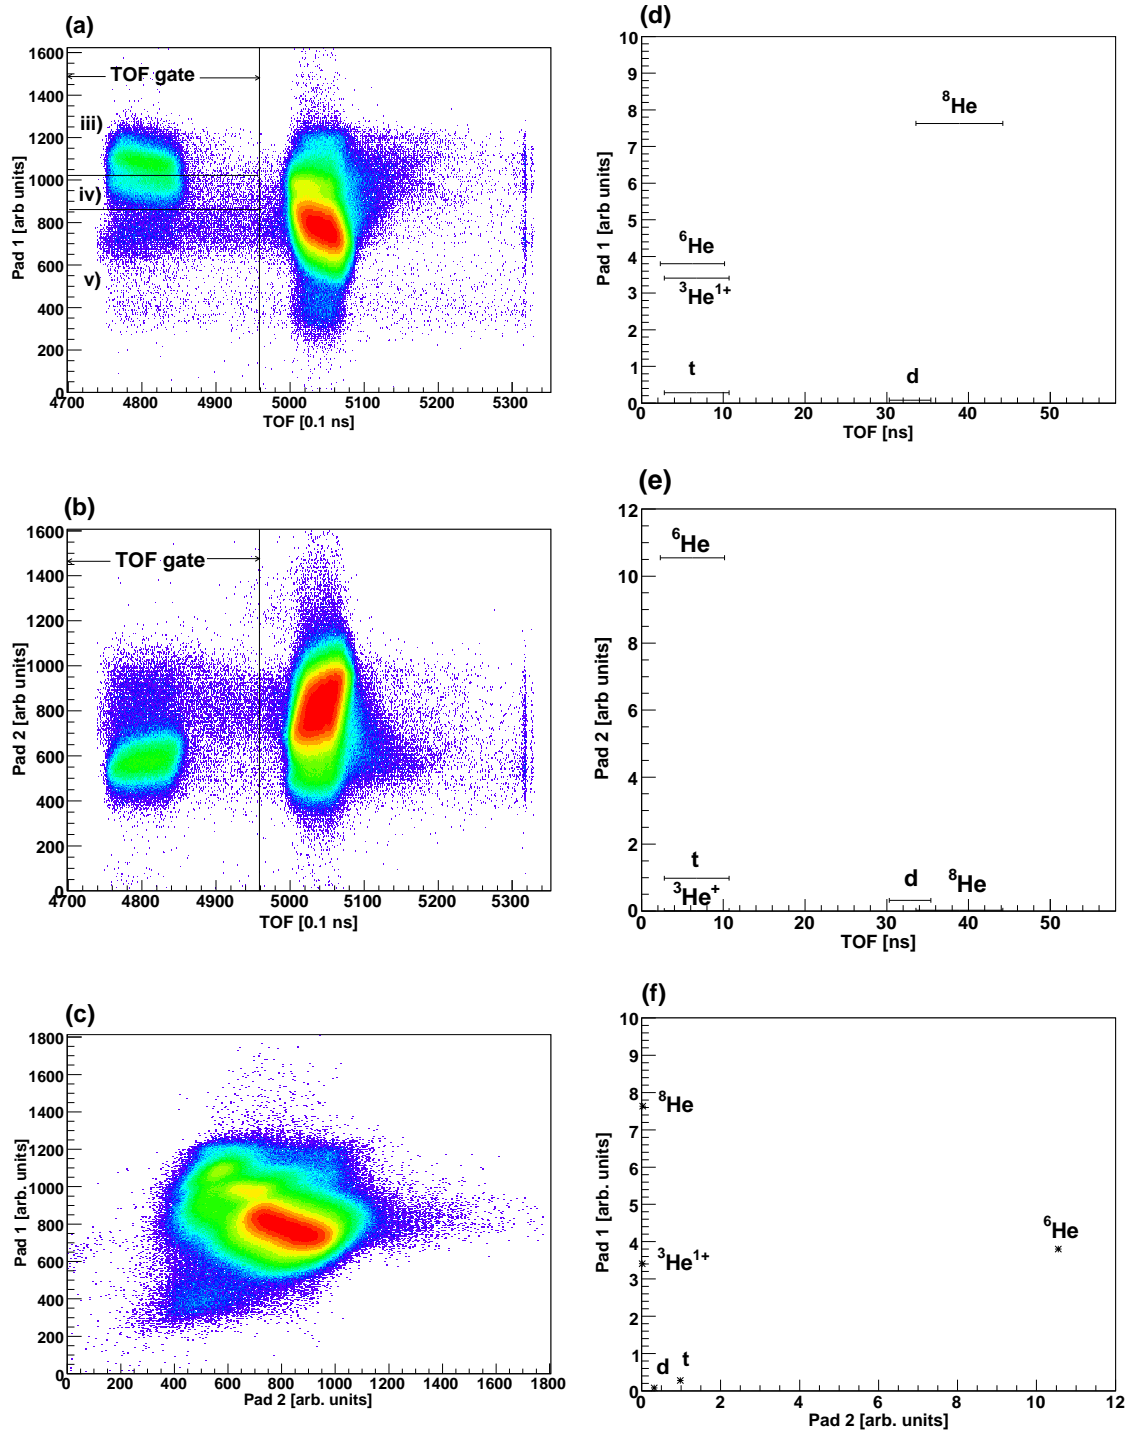 (a)
1600
1400
1200
1000
800
600
400
200
0
Pad 1 [arb units]
TOF gate
iii)
iv)
v)
4700 4800 4900 5000 5100 5200 5300
TOF [0.1 ns]
(d)
10
9
8
7
6
5
4
3
2
1
0
Pad 1 [arb units]
8He
6He
3He1+
t
d
0 10 20 30 40 50
TOF [ns]
(b)
1600
1400
1200
1000
800
600
400
200
0
Pad 2 [arb units]
TOF gate
4700 4800 4900 5000 5100 5200 5300
TOF [0.1 ns]
(e)
12
10
8
6
4
2
0
Pad 2 [arb units]
6He
t
3He+
d
8He
0 10 20 30 40 50
TOF [ns]
(c)
1800
1600
1400
1200
1000
800
600
400
200
0
Pad 1 [arb. units]
0 200 400 600 800 1000 1200 1400 1600 1800
Pad 2 [arb. units]
(f)
10
9
8
7
6
5
4
3
2
1
0
Pad 1 [arb. units]
8He
6He
3He1+
d t
0 2 4 6 8 10 12
Pad 2 [arb. units]